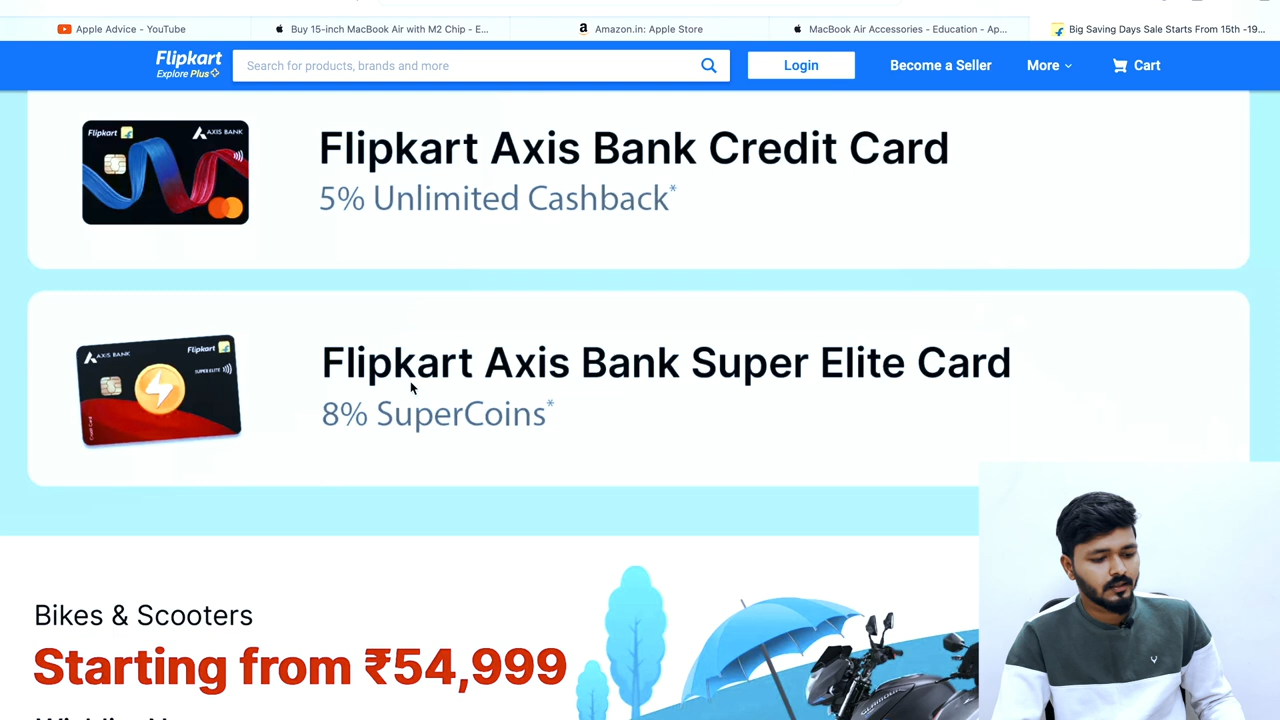 Apple Advice - YouTube
Buy 15-inch MacBook Air with M2 Chip - E...
Amazon.in: Apple Store
MacBook Air Accessories - Education - Ap...
Big Saving Days Sale Starts From 15th -19...
Flipkart
Explore Plus
Search for products, brands and more
Login
Become a Seller
More
Cart
Flipkart
AXIS BANK
Flipkart Axis Bank Credit Card
5% Unlimited Cashback*
AXIS BANK
Flipkart
SUPER ELITE
Credit Card
Flipkart Axis Bank Super Elite Card
8% SuperCoins*
Bikes & Scooters
Starting from ₹54,999
GLAMOUR